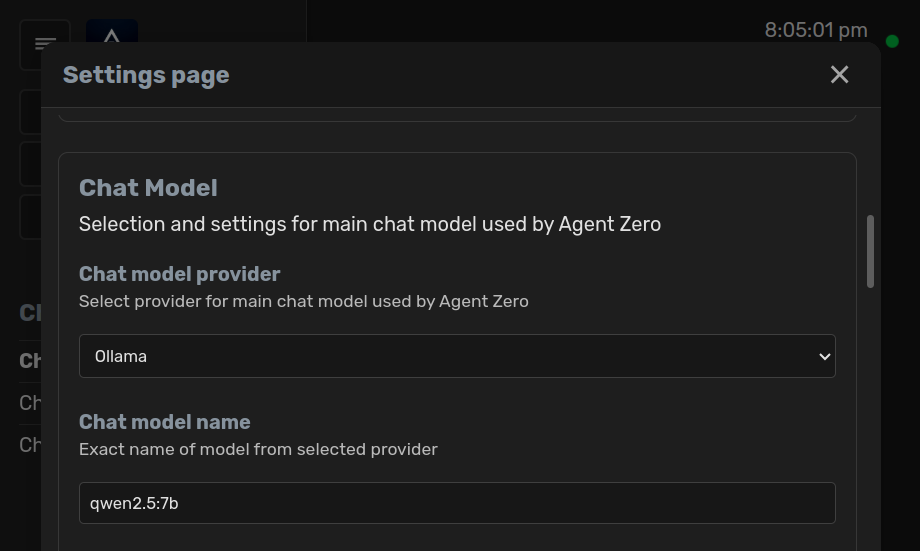 8:05:01 pm
Settings page
Chat Model
Selection and settings for main chat model used by Agent Zero
Chat model provider
Select provider for main chat model used by Agent Zero
Ollama
Chat model name
Exact name of model from selected provider
qwen2.5:7b